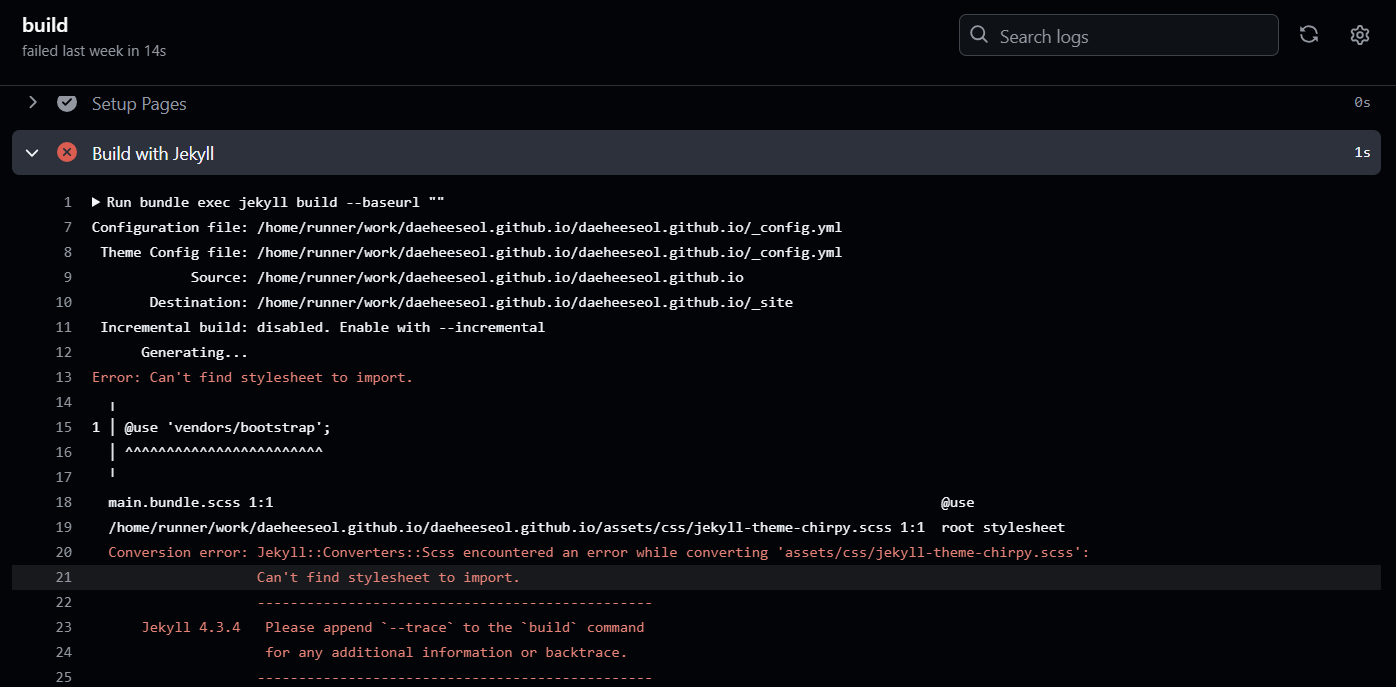 build
failed last week in 14s
Search logs
Setup Pages 0s
Build with Jekyll 1s
1 Run bundle exec jekyll build --baseurl ""
7 Configuration file: /home/runner/work/daeheeseol.github.io/daeheeseol.github.io/_config.yml
8 Theme Config file: /home/runner/work/daeheeseol.github.io/daeheeseol.github.io/_config.yml
9 Source: /home/runner/work/daeheeseol.github.io/daeheeseol.github.io
10 Destination: /home/runner/work/daeheeseol.github.io/daeheeseol.github.io/_site
11 Incremental build: disabled. Enable with --incremental
12 Generating...
13 Error: Can't find stylesheet to import.
14 ╷
15 1 │ @use 'vendors/bootstrap';
16 │ ^^^^^^^^^^^^^^^^^^^^^^^^
17 ╵
18 main.bundle.scss 1:1 @use
19 /home/runner/work/daeheeseol.github.io/daeheeseol.github.io/assets/css/jekyll-theme-chirpy.scss 1:1 root stylesheet
20 Conversion error: Jekyll::Converters::Scss encountered an error while converting 'assets/css/jekyll-theme-chirpy.scss':
21 Can't find stylesheet to import.
22 ------------------------------------------------
23 Jekyll 4.3.4 Please append `--trace` to the `build` command
24 for any additional information or backtrace.
25 ------------------------------------------------